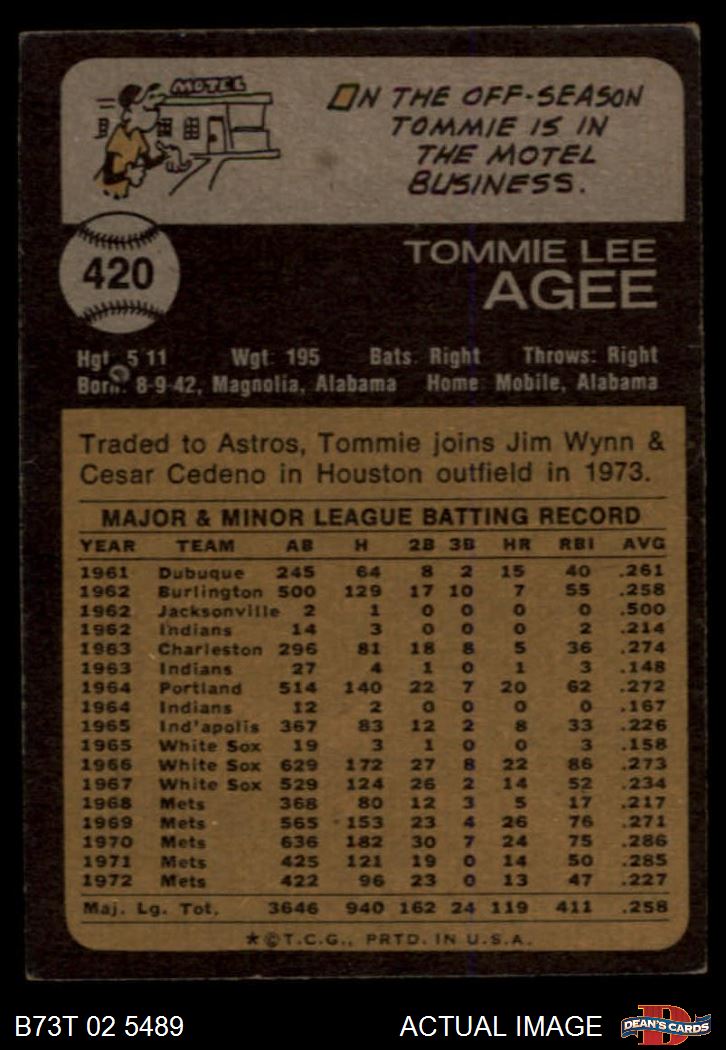 MOTEL
ON THE OFF-SEASON
TOMMIE IS IN
THE MOTEL
BUSINESS.
420
TOMMIE LEE
AGEE
Hgt. 5 11 Wgt 195 Bats: Right Throws: Right
Born: 8-9-42, Magnolia, Alabama Home Mobile, Alabama
Traded to Astros, Tommie joins Jim Wynn &
Cesar Cedeno in Houston outfield in 1973.
MAJOR & MINOR LEAGUE BATTING RECORD
YEAR TEAM AB H 2B 3B HR RBI AVG
1961 Dubuque 245 64 8 2 15 40 .261
1962 Burlington 500 129 17 10 7 55 .258
1962 Jacksonville 2 1 0 0 0 0 .500
1962 Indians 14 3 0 0 0 2 .214
1963 Charleston 296 81 18 8 5 36 .274
1963 Indians 27 4 1 0 1 3 .148
1964 Portland 514 140 22 7 20 62 .272
1964 Indians 12 2 0 0 0 0 .167
1965 Ind'apolis 367 83 12 2 8 33 .226
1965 White Sox 19 3 1 0 0 3 .158
1966 White Sox 629 172 27 8 22 86 .273
1967 White Sox 529 124 26 2 14 52 .234
1968 Mets 368 80 12 3 5 17 .217
1969 Mets 565 153 23 4 26 76 .271
1970 Mets 636 182 30 7 24 75 .286
1971 Mets 425 121 19 0 14 50 .285
1972 Mets 422 96 23 0 13 47 .227
Maj. Lg. Tot. 3646 940 162 24 119 411 .258
★©T.C.G., PRTD. IN U.S.A.
B73T 02 5489 ACTUAL IMAGE
D
DEAN'S CARDS